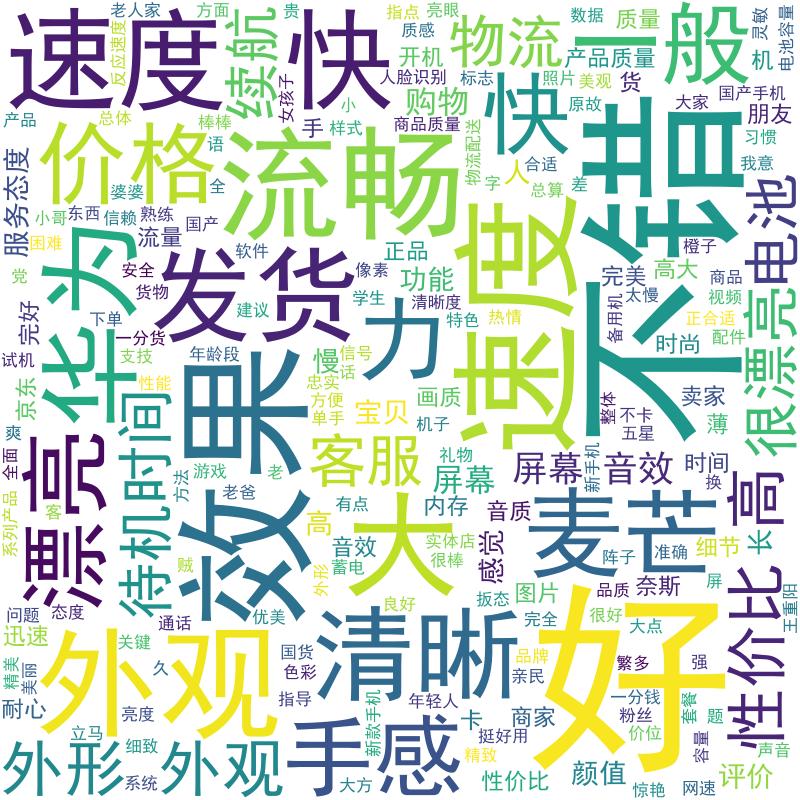 老人家
方面
贵
指点
亮眼
质感
物流
一般
产品质量
质量
数据
机
灵敏
电池容量
速度
反应速度
快
续航
女孩子
开机
人脸识别
购物
标志
快
照片
美观
原故
货
大家
国产手机
朋友
产品
总体
棒棒
小
手
样式
商品质量
物流配送
合适
习惯
价格
语
流畅
人
字
总算
差
不错
我意
服务态度
婆婆
全
电池
小哥
东西
信赖
熟练
国产
困难
流量
正品
速度
橙子
党
华为
安全
发货
软件
像素
功能
完美
高大
商品
货物
建议
学生
清晰度
太慢
视频
完好
下单
特色
热情
备用机
正合适
很漂亮
一分货
力
时尚
配件
试机
支技
年龄段
慢
信号
话
京东
性能
果
忠实
画质
整体
卖家
方便
不卡
薄
待机时间
单手
宝贝
机子
五星
爽
漂亮
客服
礼物
全面
方法
游戏
老
屏幕
屏幕
新手机
音效
时间
换
系列产品
客
效
老爸
有点
内存
音质
麦芒
高
大
高
实体店
感觉
长
贼
音效
很棒
阵子
准确
细节
蓄电
外形
图片
品质
奈斯
屏
王重阳
问题
态度
优美
良好
扳态
性价比
迅速
通话
完全
很好
大点
外观
关键
国货
清晰
好
品牌
繁多
强
精美
美丽
久
色彩
亲民
耐心
指导
新款手机
年轻人
一分钱
套餐
题
亮度
手感
卡
商家
粉丝
立马
价位
容量
外形
细致
外观
挺好用
精致
声音
系统
大方
性价比
颜值
惊艳
网速
评价